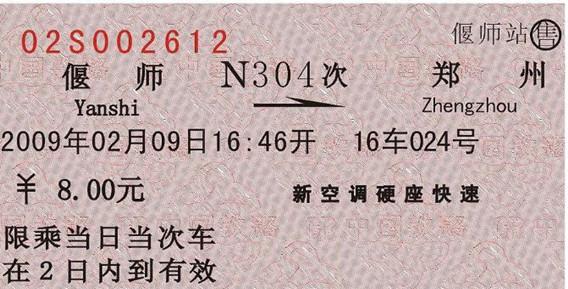 02S002612
偃师站售
偃师 N304次 郑州
Yanshi Zhengzhou
2009年02月09日16:46开 16车024号
¥8.00元 新空调硬座快速
限乘当日当次车
在2日内到有效